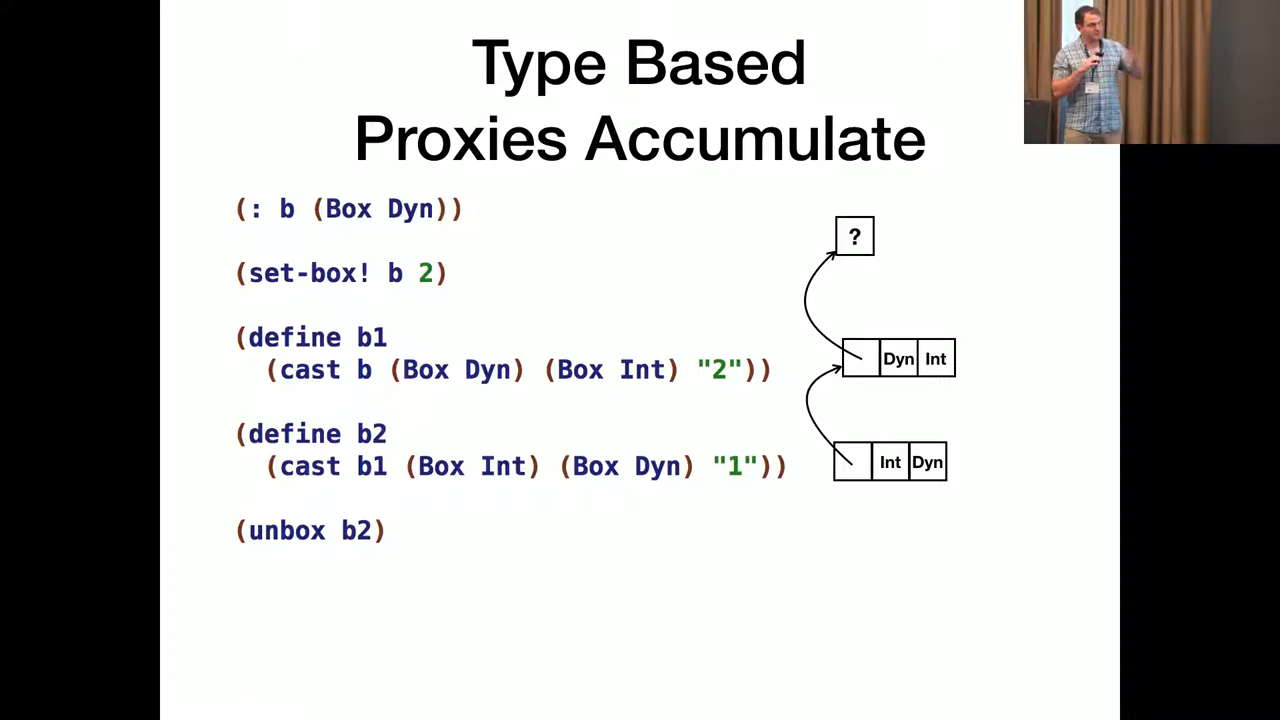 Type Based
Proxies Accumulate
(: b (Box Dyn))
(set-box! b 2)
(define b1
(cast b (Box Dyn) (Box Int) "2"))
(define b2
(cast b1 (Box Int) (Box Dyn) "1"))
(unbox b2)
?
Dyn Int
Int Dyn